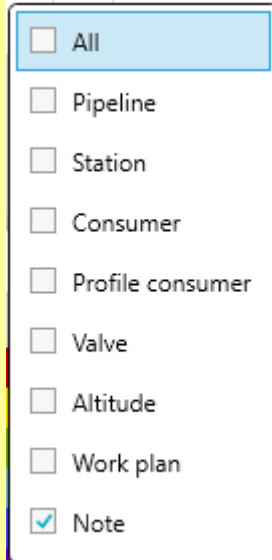 All
Pipeline
Station
Consumer
Profile consumer
Valve
Altitude
Work plan
Note